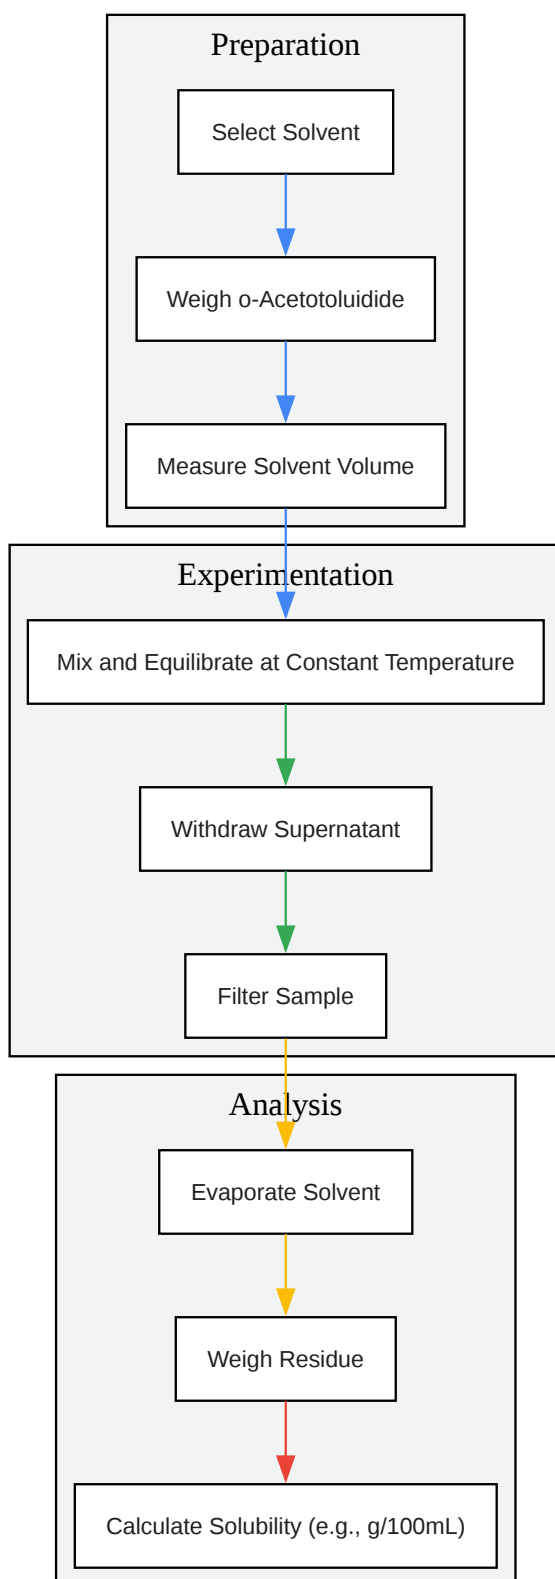 Preparation
Select Solvent
Weigh o-Acetotoluidide
Measure Solvent Volume
Experimentation
Mix and Equilibrate at Constant Temperature
Withdraw Supernatant
Filter Sample
Analysis
Evaporate Solvent
Weigh Residue
Calculate Solubility (e.g., g/100mL)